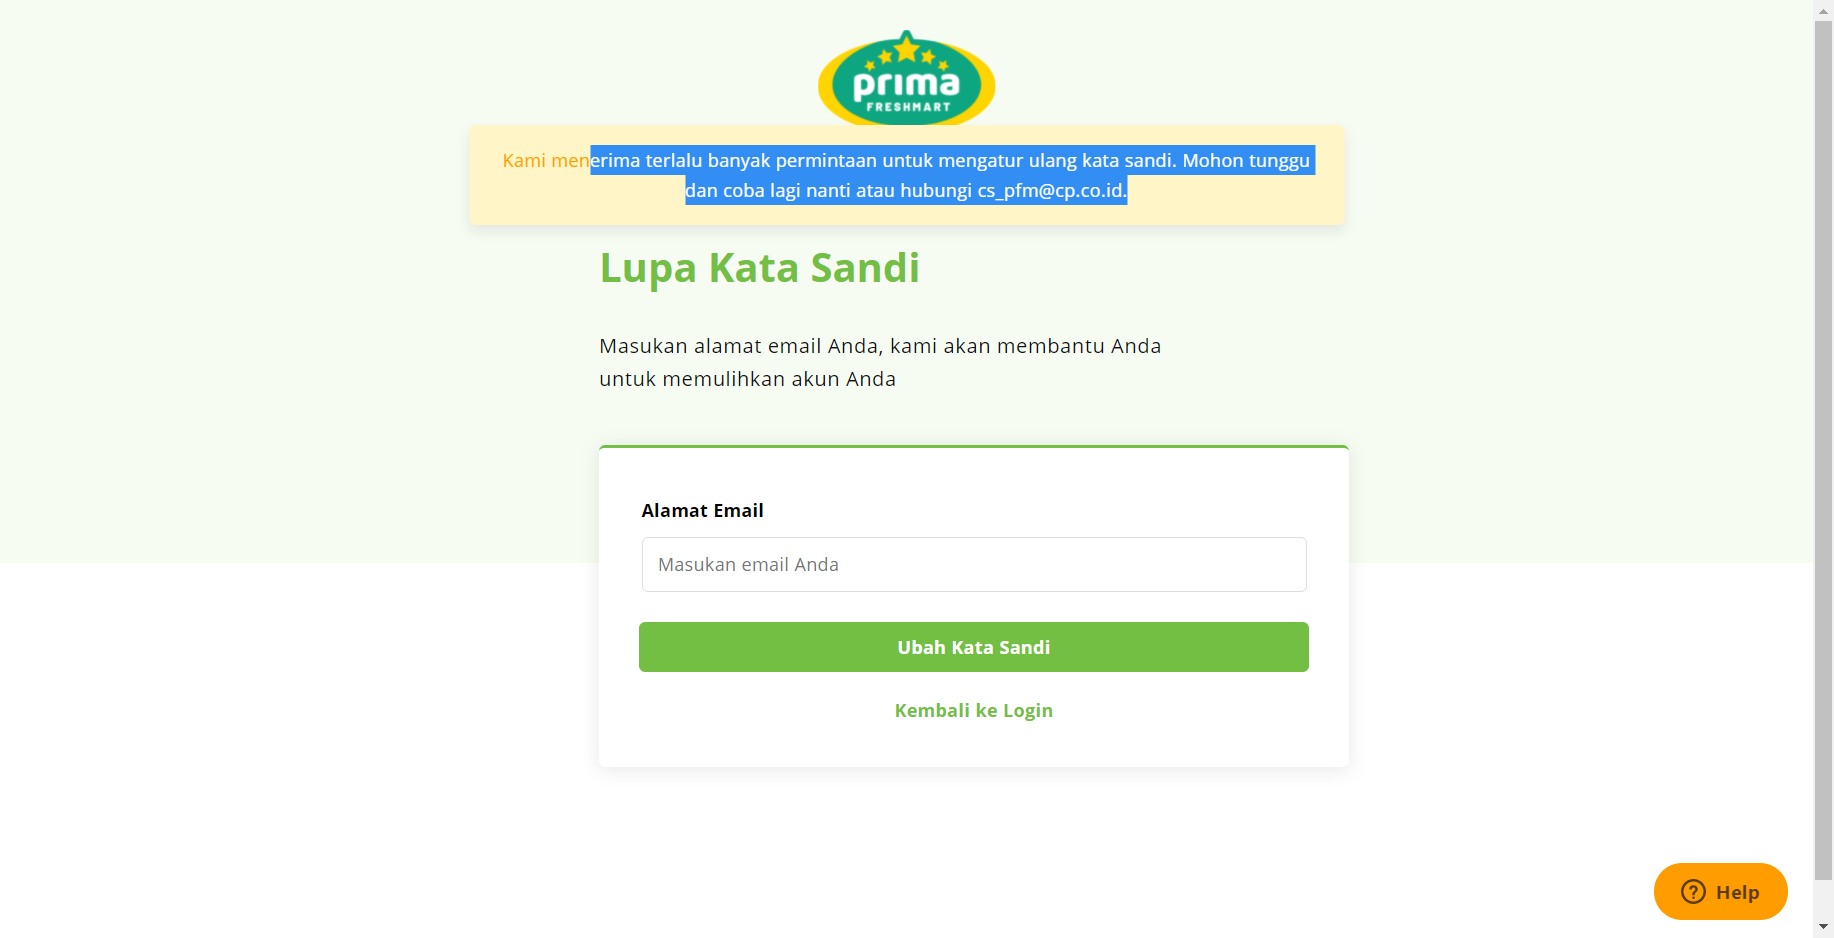 prima
FRESHMART
Kami menerima terlalu banyak permintaan untuk mengatur ulang kata sandi. Mohon tunggu
dan coba lagi nanti atau hubungi cs_pfm@cp.co.id.
Lupa Kata Sandi
Masukan alamat email Anda, kami akan membantu Anda
untuk memulihkan akun Anda
Alamat Email
Masukan email Anda
Ubah Kata Sandi
Kembali ke Login
Help